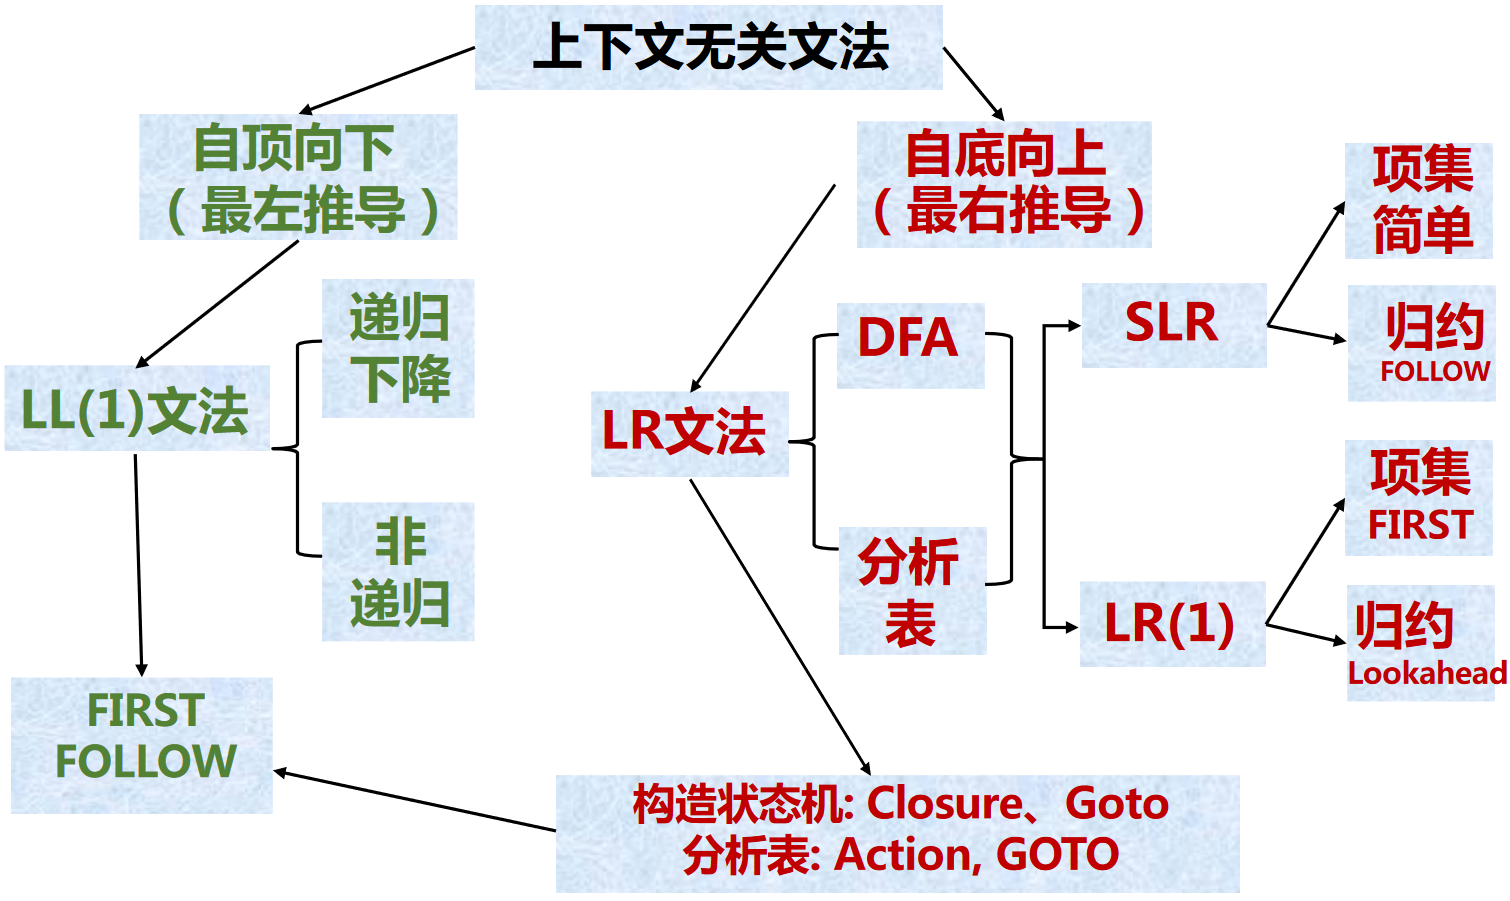 上下文无关文法
自顶向下
（最左推导）
自底向上
（最右推导）
LL(1)文法
递归
下降
非
递归
FIRST
FOLLOW
LR文法
DFA
分析
表
SLR
项集
简单
归约
FOLLOW
LR(1)
项集
FIRST
归约
Lookahead
构造状态机: Closure、Goto
分析表: Action, GOTO